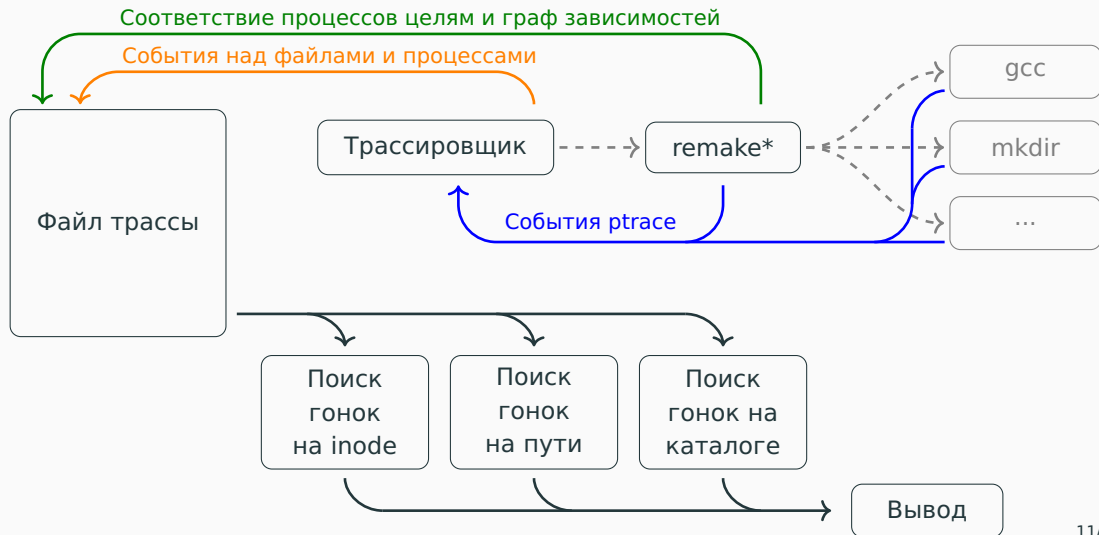 Соответствие процессов целям и граф зависимостей
События над файлами и процессами
gcc
Трассировщик
remake*
mkdir
Файл трассы
События ptrace
...
Поиск
гонок
на inode
Поиск
гонок
на пути
Поиск
гонок на
каталоге
Вывод